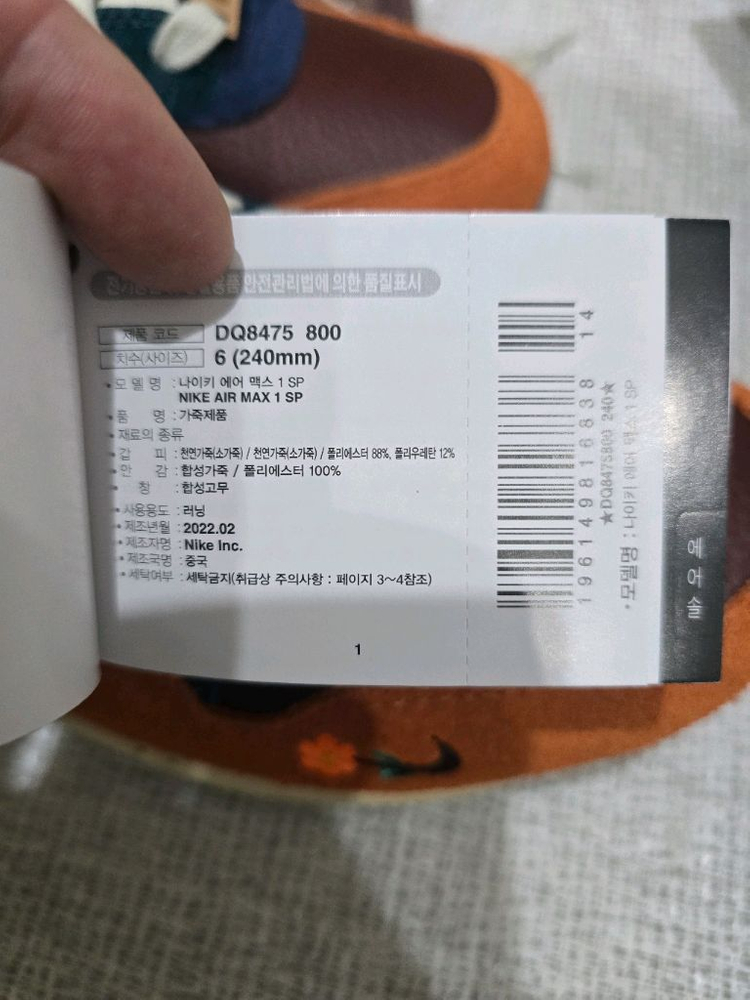 안전관리법에 의한 품질표시
제품 코드 DQ8475 800
치수(사이즈) 6 (240mm)
• 모 델 명 : 나이키 에어 맥스 1 SP
NIKE AIR MAX 1 SP
• 품 명 : 가죽제품
• 재료의 종류
• 갑 피 : 천연가죽(소가죽) / 천연가죽(소가죽) / 폴리에스터 88%, 폴리우레탄 12%
• 안 감 : 합성가죽 / 폴리에스터 100%
• 창 : 합성고무
• 사용용도 : 러닝
• 제조년월 : 2022.02
• 제조자명 : Nike Inc.
• 제조국명 : 중국
• 세탁여부 : 세탁금지(취급상 주의사항 : 페이지 3~4참조)
1
14
196149816838
★DQ8475800 240★
• 모델명 : 나이키 에어 맥스 1 SP
에어솔